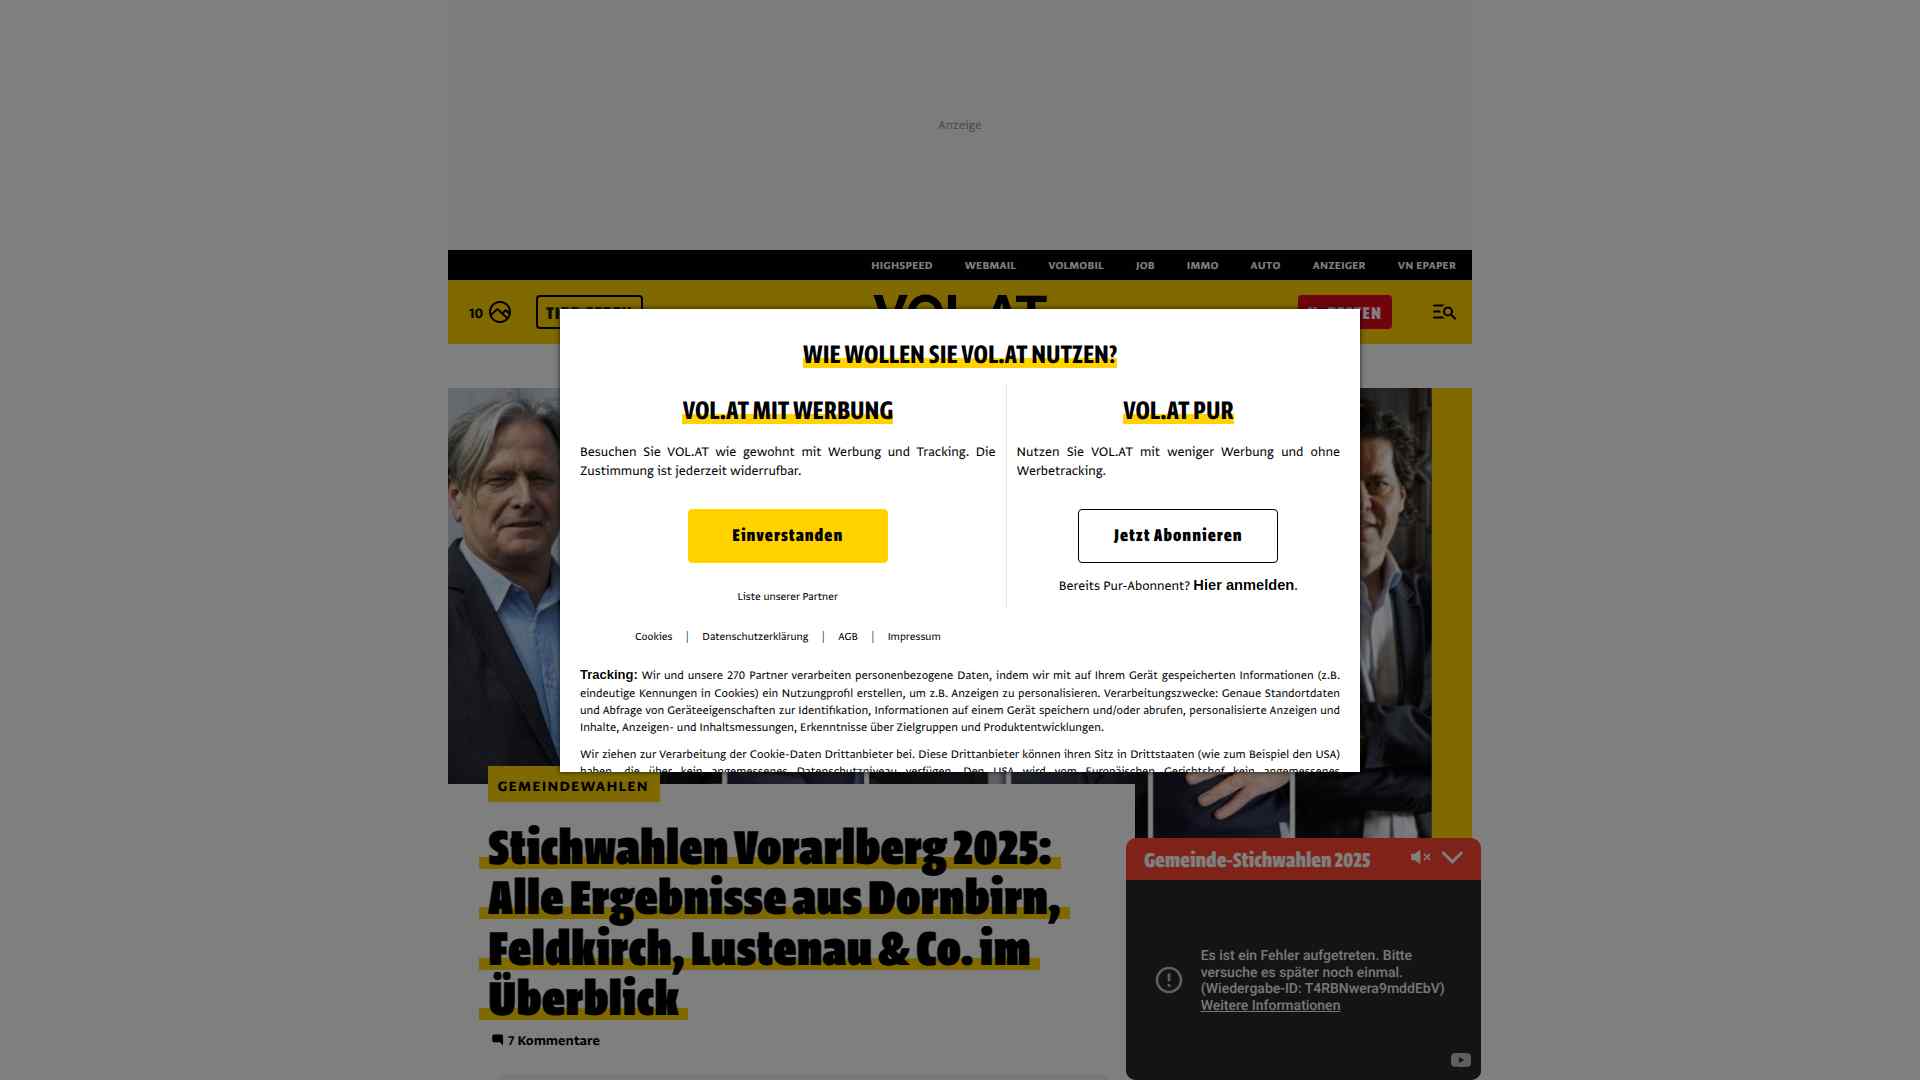 Anzeige
HIGHSPEED WEBMAIL VOLMOBIL JOB IMMO AUTO ANZEIGER VN EPAPER
10
VOL.AT
WIE WOLLEN SIE VOL.AT NUTZEN?
VOL.AT MIT WERBUNG
Besuchen Sie VOL.AT wie gewohnt mit Werbung und Tracking. Die
Zustimmung ist jederzeit widerrufbar.
Einverstanden
Liste unserer Partner
VOL.AT PUR
Nutzen Sie VOL.AT mit weniger Werbung und ohne
Werbetracking.
Jetzt Abonnieren
Bereits Pur-Abonnent? Hier anmelden.
Cookies | Datenschutzerklärung | AGB | Impressum
Tracking: Wir und unsere 270 Partner verarbeiten personenbezogene Daten, indem wir mit auf Ihrem Gerät gespeicherten Informationen (z.B.
eindeutige Kennungen in Cookies) ein Nutzungprofil erstellen, um z.B. Anzeigen zu personalisieren. Verarbeitungszwecke: Genaue Standortdaten
und Abfrage von Geräteeigenschaften zur Identifikation, Informationen auf einem Gerät speichern und/oder abrufen, personalisierte Anzeigen und
Inhalte, Anzeigen- und Inhaltsmessungen, Erkenntnisse über Zielgruppen und Produktentwicklungen.
Wir ziehen zur Verarbeitung der Cookie-Daten Drittanbieter bei. Diese Drittanbieter können ihren Sitz in Drittstaaten (wie zum Beispiel den USA)
haben, die über kein angemessenes Datenschutzniveau verfügen. Den USA wird vom Europäischen Gerichtshof kein angemessenes
GEMEINDEWAHLEN
Stichwahlen Vorarlberg 2025:
Alle Ergebnisse aus Dornbirn,
Feldkirch, Lustenau & Co. im
Überblick
7 Kommentare
Gemeinde-Stichwahlen 2025
Es ist ein Fehler aufgetreten. Bitte
versuche es später noch einmal.
(Wiedergabe-ID: T4RBNwera9mddEbV)
Weitere Informationen